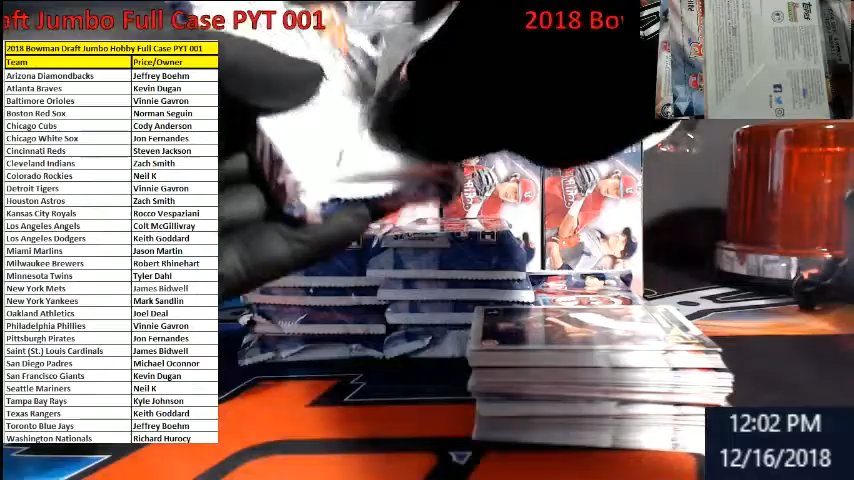 aft Jumbo Full Case PYT 001
2018 Bo
2018 Bowman Draft Jumbo Hobby Full Case PYT 001
Team Price/Owner
Arizona Diamondbacks Jeffrey Boehm
Atlanta Braves Kevin Dugan
Baltimore Orioles Vinnie Gavron
Boston Red Sox Norman Seguin
Chicago Cubs Cody Anderson
Chicago White Sox Jon Fernandes
Cincinnati Reds Steven Jackson
Cleveland Indians Zach Smith
Colorado Rockies Neil K
Detroit Tigers Vinnie Gavron
Houston Astros Zach Smith
Kansas City Royals Rocco Vespaziani
Los Angeles Angels Colt McGillivray
Los Angeles Dodgers Keith Goddard
Miami Marlins Jason Martin
Milwaukee Brewers Robert Rhinehart
Minnesota Twins Tyler Dahl
New York Mets James Bidwell
New York Yankees Mark Sandlin
Oakland Athletics Joel Deal
Philadelphia Phillies Vinnie Gavron
Pittsburgh Pirates Jon Fernandes
Saint (St.) Louis Cardinals James Bidwell
San Diego Padres Michael Oconnor
San Francisco Giants Kevin Dugan
Seattle Mariners Neil K
Tampa Bay Rays Kyle Johnson
Texas Rangers Keith Goddard
Toronto Blue Jays Jeffrey Boehm
Washington Nationals Richard Hurocy
topps
12:02 PM
12/16/2018